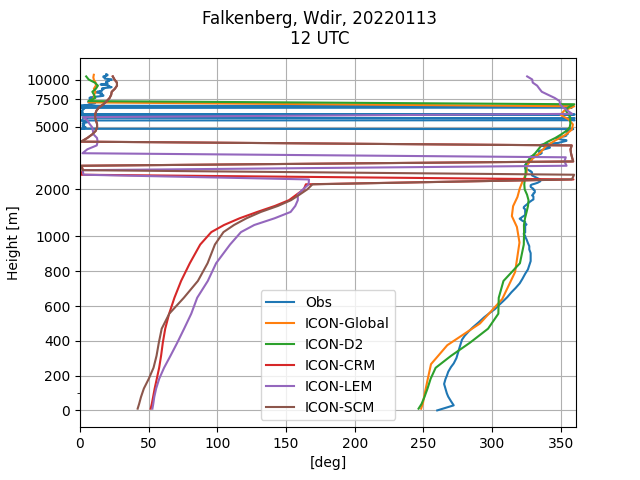 Falkenberg, Wdir, 20220113
12 UTC
Height [m]
10000
7500
5000
2000
1000
800
600
400
200
0
Obs
ICON-Global
ICON-D2
ICON-CRM
ICON-LEM
ICON-SCM
0 50 100 150 200 250 300 350
[deg]